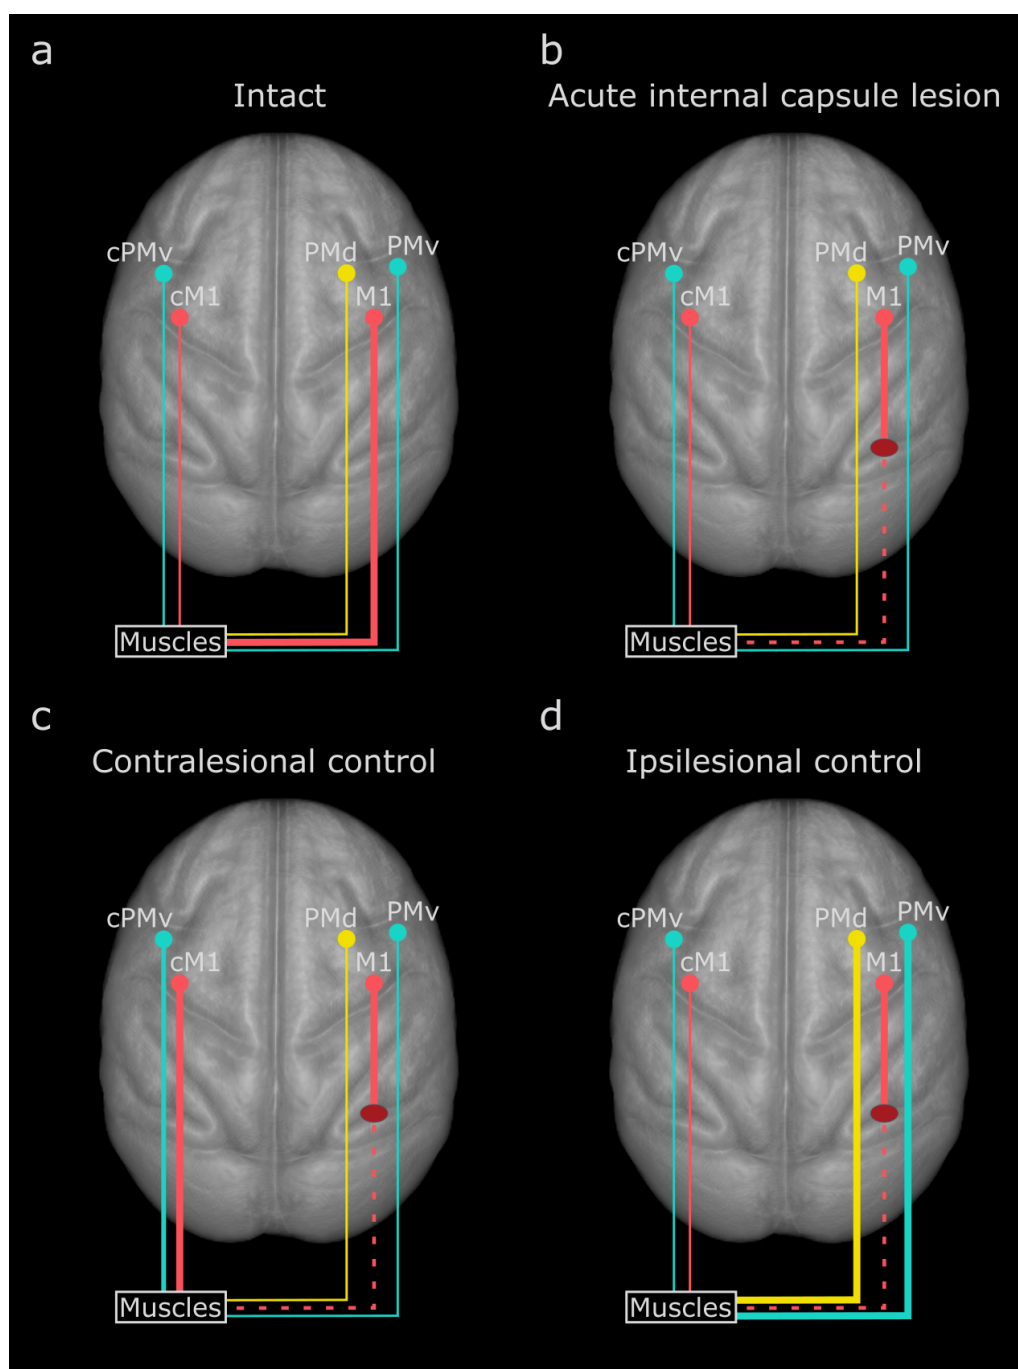 a
Intact
cPMv
PMd
PMv
cM1
M1
Muscles
b
Acute internal capsule lesion
cPMv
PMd
PMv
cM1
M1
Muscles
c
Contralesional control
cPMv
PMd
PMv
cM1
M1
Muscles
d
Ipsilesional control
cPMv
PMd
PMv
cM1
M1
Muscles